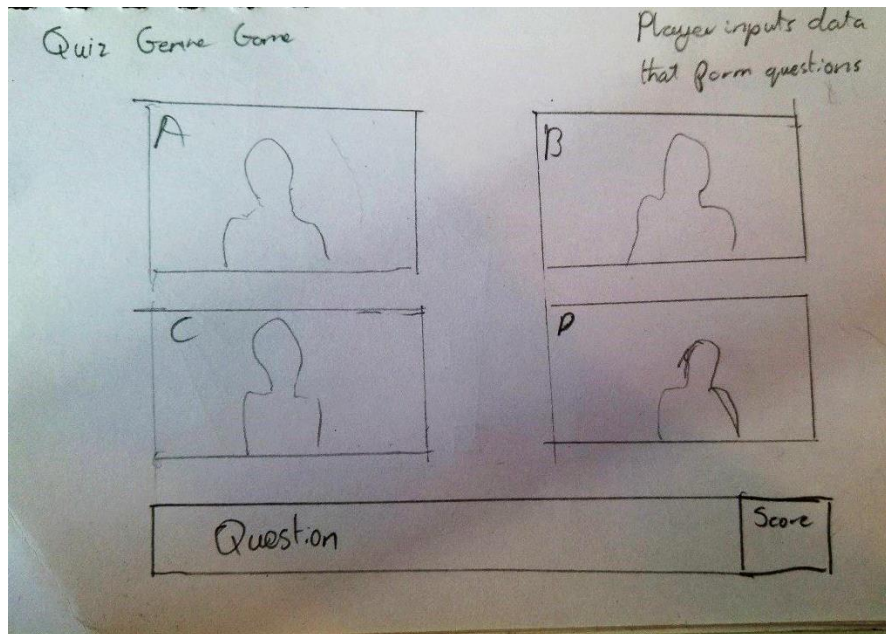 Quiz Genre Game
Player inputs data
that form questions
A
B
C
D
Question
Score